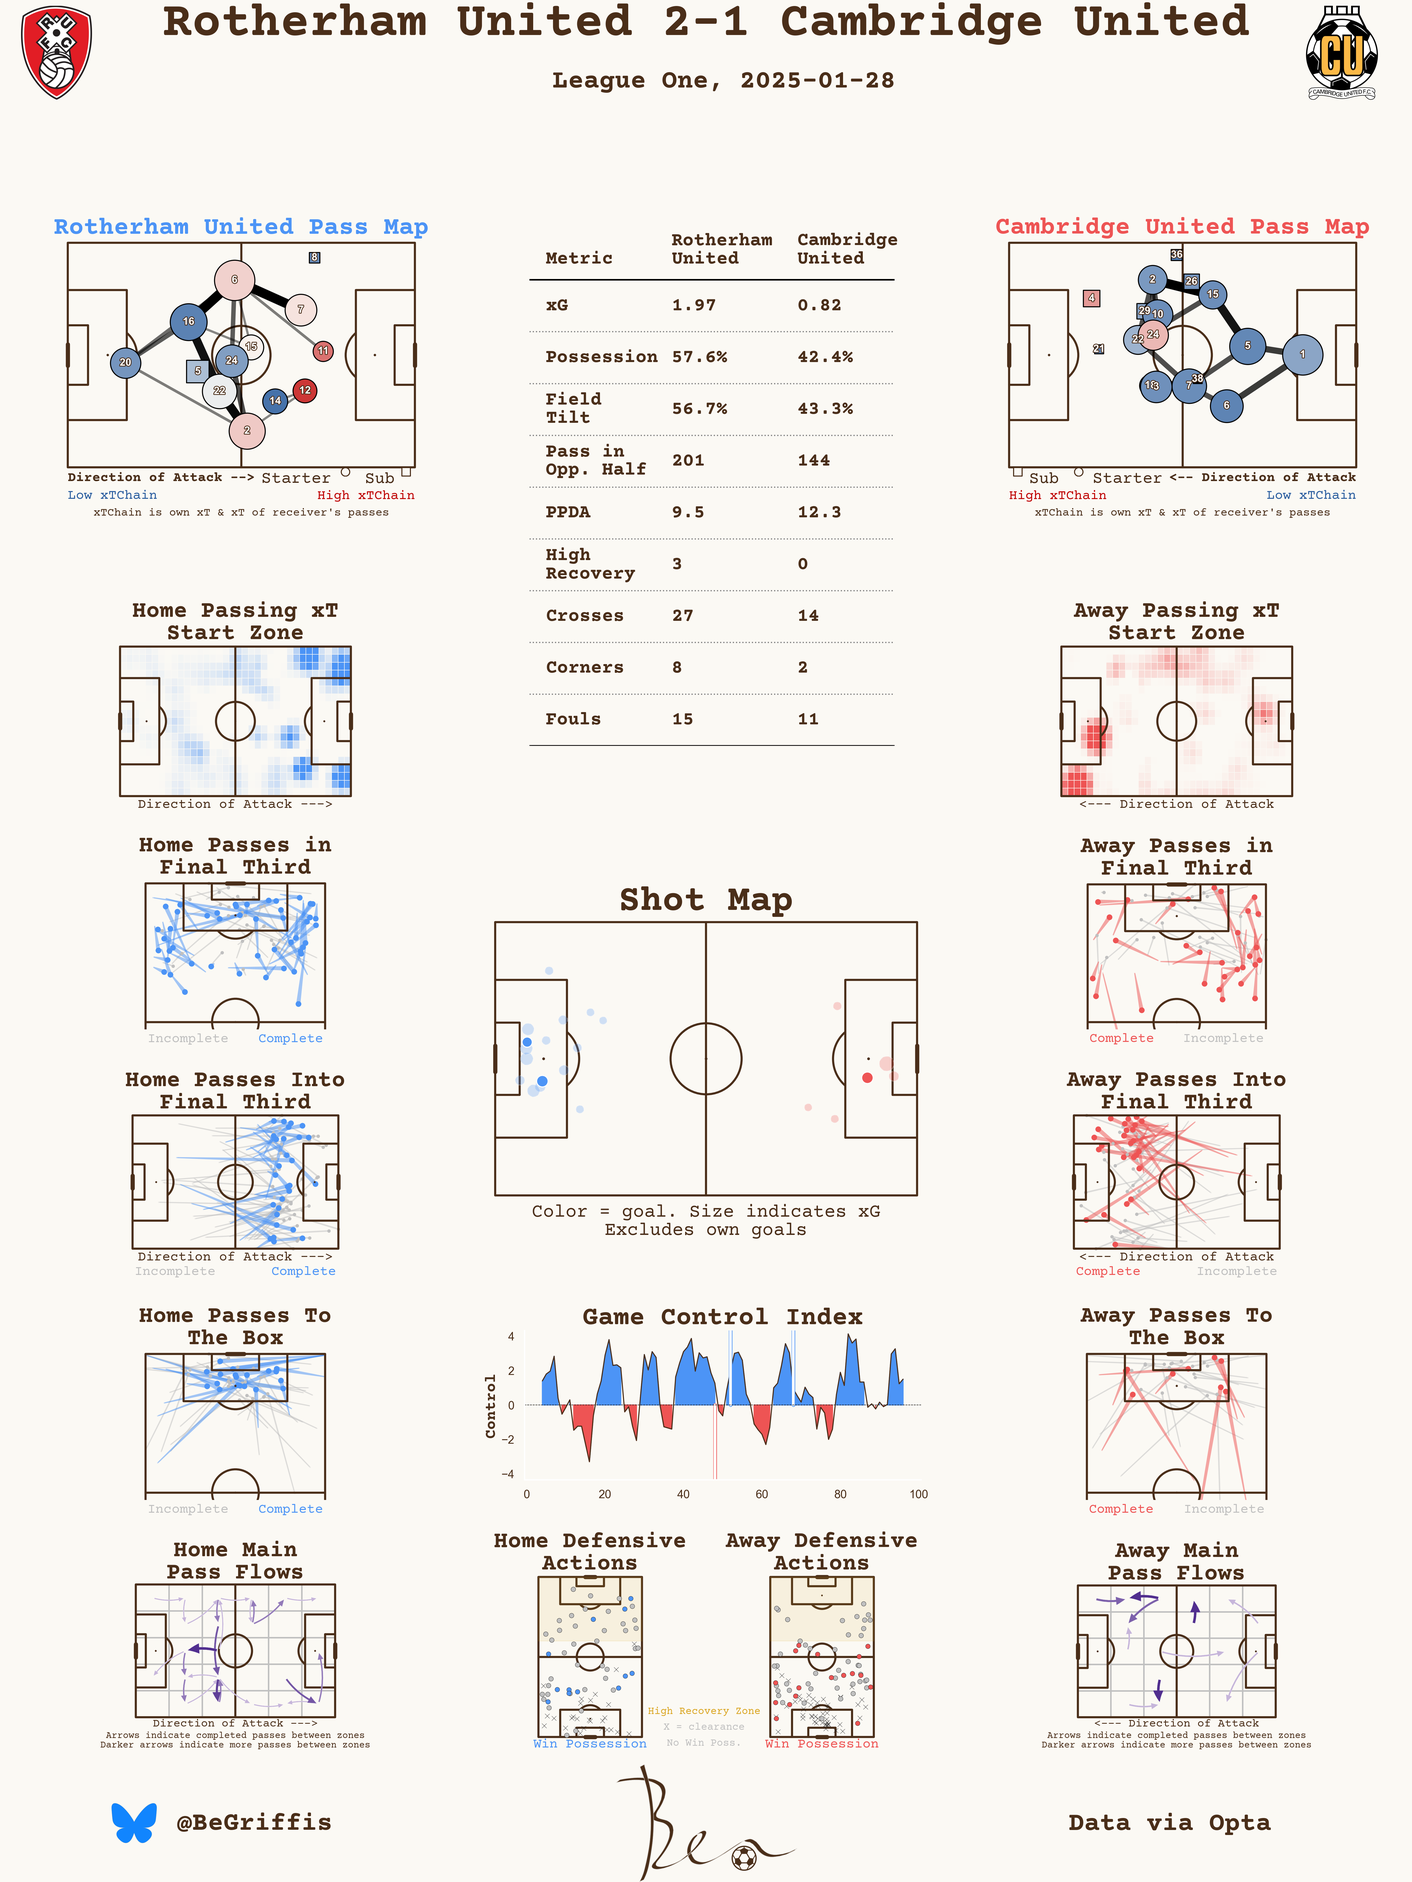 Rotherham United 2-1 Cambridge United
League One, 2025-01-28
CAMBRIDGE UNITED F.C.
CU
Rotherham United Pass Map
8
6
7
16
15
11
20
24
5
22
12
14
2
Direction of Attack --> Starter Sub
Low xTChain High xTChain
xTChain is own xT & xT of receiver's passes
Metric Rotherham United Cambridge United
xG 1.97 0.82
Possession 57.6% 42.4%
Field Tilt 56.7% 43.3%
Pass in Opp. Half 201 144
PPDA 9.5 12.3
High Recovery 3 0
Crosses 27 14
Corners 8 2
Fouls 15 11
Cambridge United Pass Map
36
2
26
15
4
29
10
24
22
21
5
1
3
7
38
6
Sub Starter <-- Direction of Attack
High xTChain Low xTChain
xTChain is own xT & xT of receiver's passes
Home Passing xT
Start Zone
Direction of Attack --->
Away Passing xT
Start Zone
<--- Direction of Attack
Home Passes in
Final Third
Incomplete Complete
Away Passes in
Final Third
Complete Incomplete
Shot Map
Color = goal. Size indicates xG
Excludes own goals
Home Passes Into
Final Third
Direction of Attack --->
Incomplete Complete
Away Passes Into
Final Third
<--- Direction of Attack
Complete Incomplete
Home Passes To
The Box
Incomplete Complete
Game Control Index
Control
4
2
0
−2
−4
0 20 40 60 80 100
Away Passes To
The Box
Complete Incomplete
Home Main
Pass Flows
Direction of Attack --->
Arrows indicate completed passes between zones
Darker arrows indicate more passes between zones
Home Defensive
Actions
Win Possession
Away Defensive
Actions
Win Possession
High Recovery Zone
X = clearance
No Win Poss.
Away Main
Pass Flows
<--- Direction of Attack
Arrows indicate completed passes between zones
Darker arrows indicate more passes between zones
@BeGriffis
Ben
Data via Opta